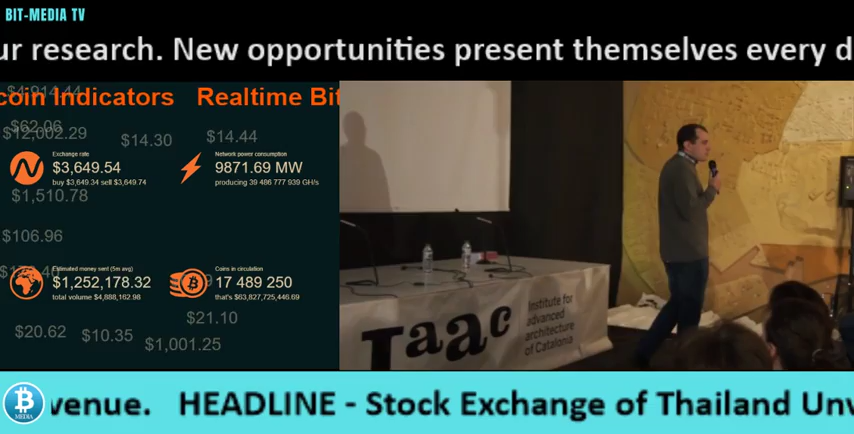 BIT-MEDIA TV
ur research. New opportunities present themselves every d
coin Indicators Realtime Bit
$4,914.44
$62.06
$12,002.29
$14.30
$14.44
Exchange rate
$3,649.54
buy $3,649.34 sell $3,649.74
Network power consumption
9871.69 MW
producing 39 486 777 939 GH/s
$1,510.78
$106.96
Estimated money sent (5m avg)
$1,252,178.32
total volume $4,888,162.98
Coins in circulation
17 489 250
that's $63,827,725,446.69
$21.10
$20.62
$10.35
$1,001.25
Iaac
Institute for
advanced
architecture
of Catalonia
B
MEDIA
venue. HEADLINE - Stock Exchange of Thailand Unv